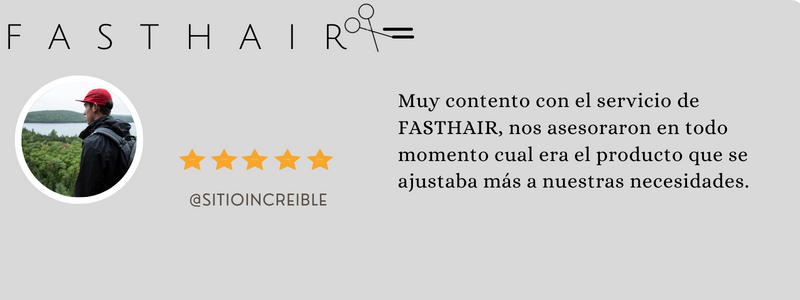 FASTHAIR
@SITIOINCREIBLE
Muy contento con el servicio de
FASTHAIR, nos asesoraron en todo
momento cual era el producto que se
ajustaba más a nuestras necesidades.